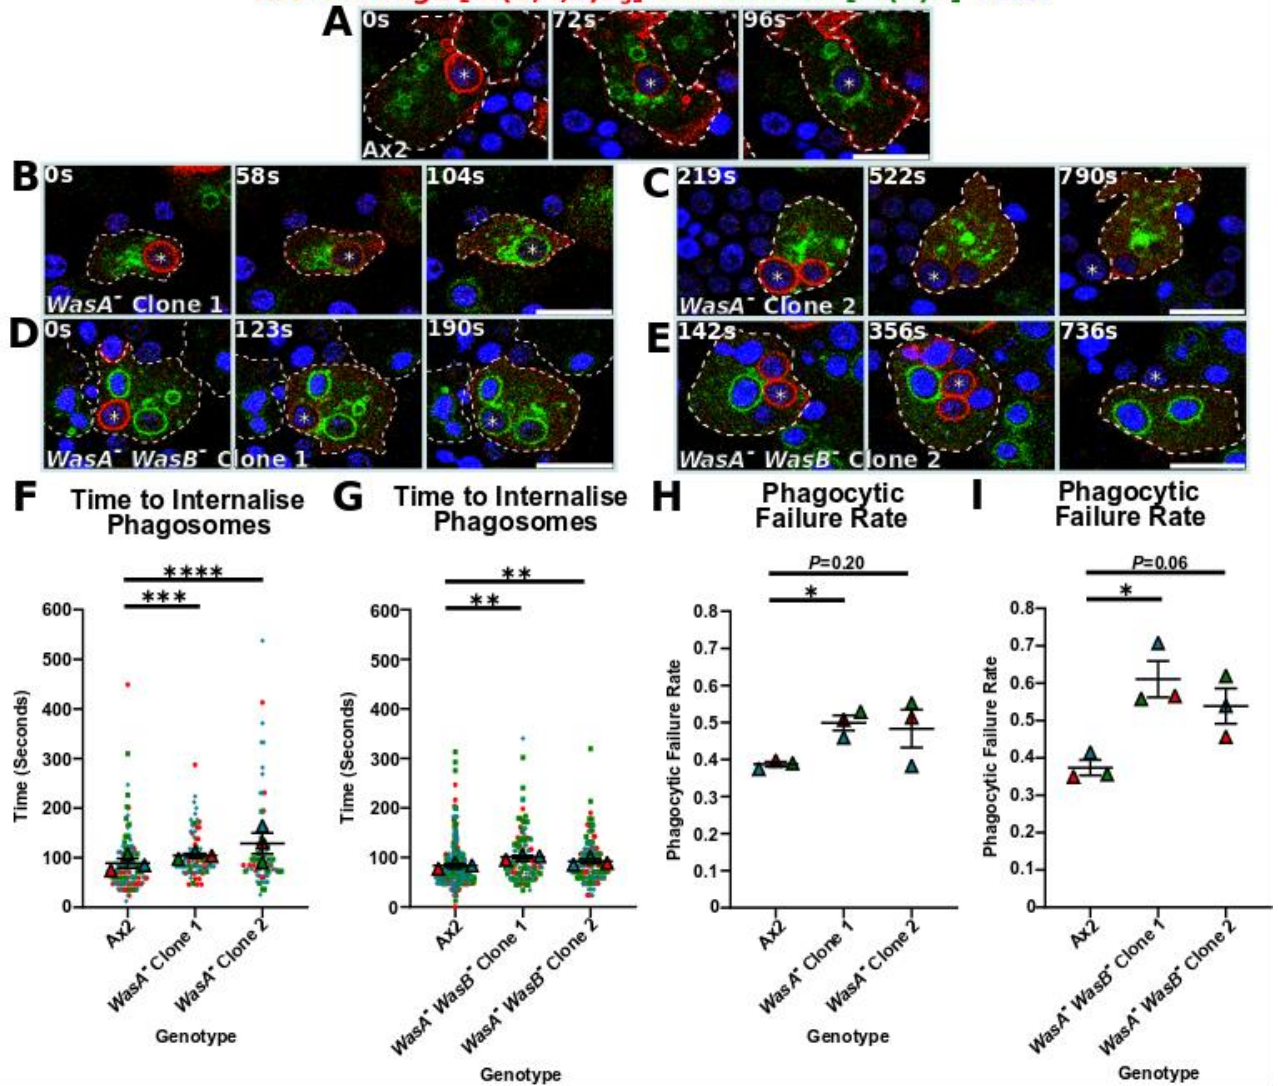 A
0s
72s
96s
Ax2
B
0s
58s
104s
WasA- Clone 1
C
219s
522s
790s
WasA- Clone 2
D
0s
123s
190s
WasA- WasB- Clone 1
E
142s
356s
736s
WasA- WasB- Clone 2
F
Time to Internalise
Phagosomes
****
***
600
500
400
300
200
100
0
Time (Seconds)
Ax2
WasA- Clone 1
WasA- Clone 2
Genotype
G
Time to Internalise
Phagosomes
**
**
600
500
400
300
200
100
0
Time (Seconds)
Ax2
WasA- WasB- Clone 1
WasA- WasB- Clone 2
Genotype
H
Phagocytic
Failure Rate
P=0.20
*
0.8
0.7
0.6
0.5
0.4
0.3
0.2
0.1
0
Phagocytic Failure Rate
Ax2
WasA- Clone 1
WasA- Clone 2
Genotype
I
Phagocytic
Failure Rate
P=0.06
*
0.8
0.7
0.6
0.5
0.4
0.3
0.2
0.1
0
Phagocytic Failure Rate
Ax2
WasA- WasB- Clone 1
WasA- WasB- Clone 2
Genotype